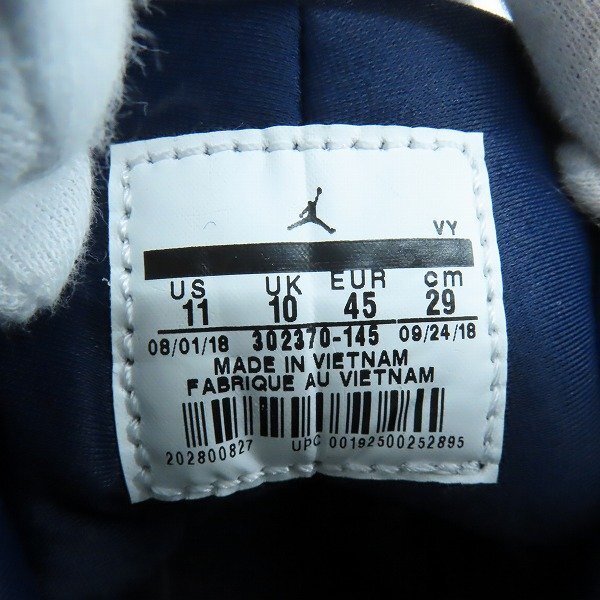 VY
US UK EUR cm
11 10 45 29
08/01/18 302370-145 09/24/18
MADE IN VIETNAM
FABRIQUE AU VIETNAM
202800827 UPC 00192500252895